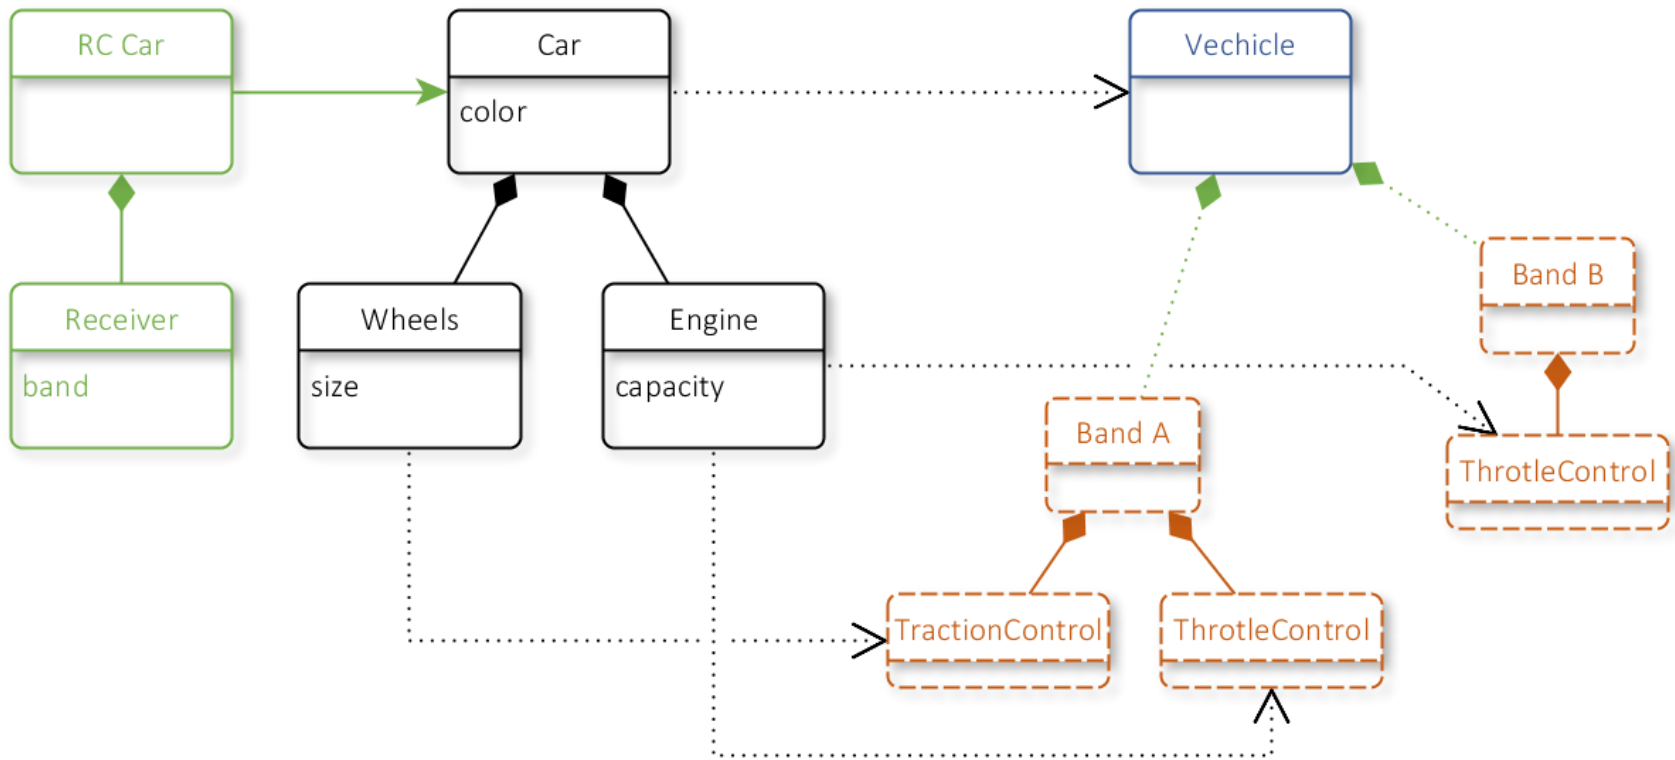 RC Car
Car
color
Vechicle
Receiver
band
Wheels
size
Engine
capacity
Band B
ThrotleControl
Band A
TractionControl
ThrotleControl